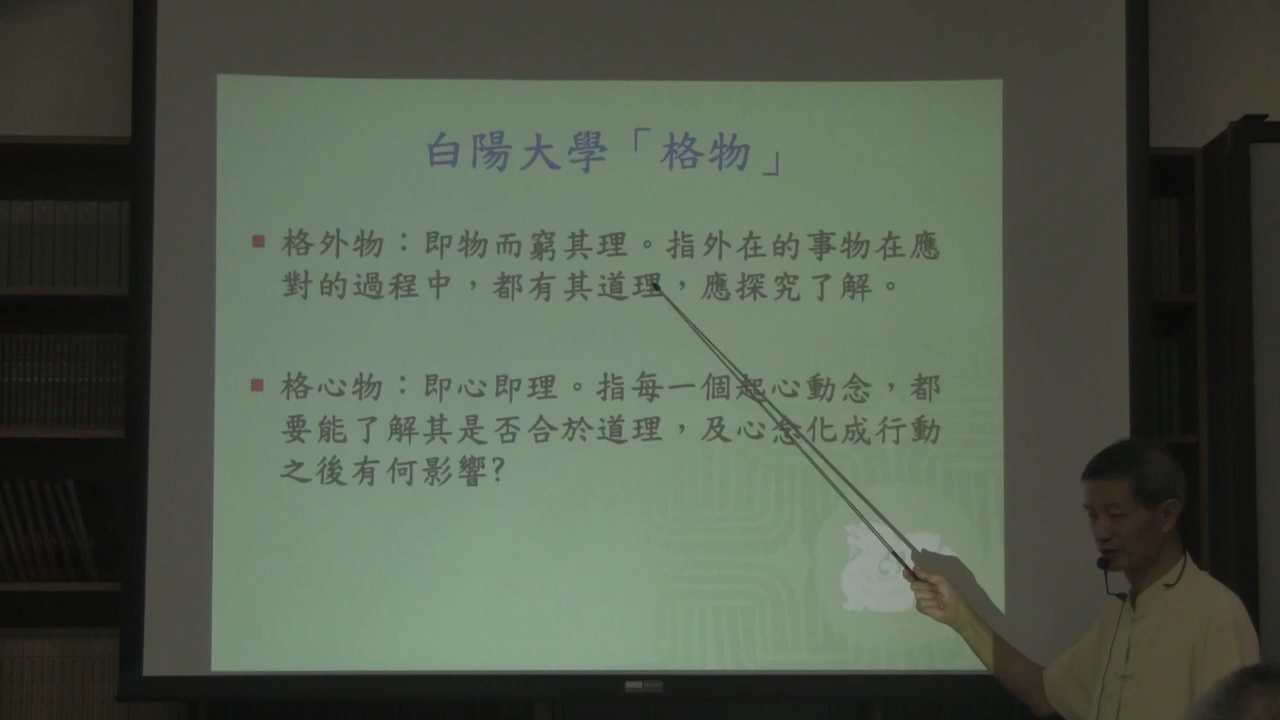 白陽大學「格物」
格外物：即物而窮其理。指外在的事物在應
對的過程中，都有其道理，應探究了解。
格心物：即心即理。指每一個起心動念，都
要能了解其是否合於道理，及心念化成行動
之後有何影響？